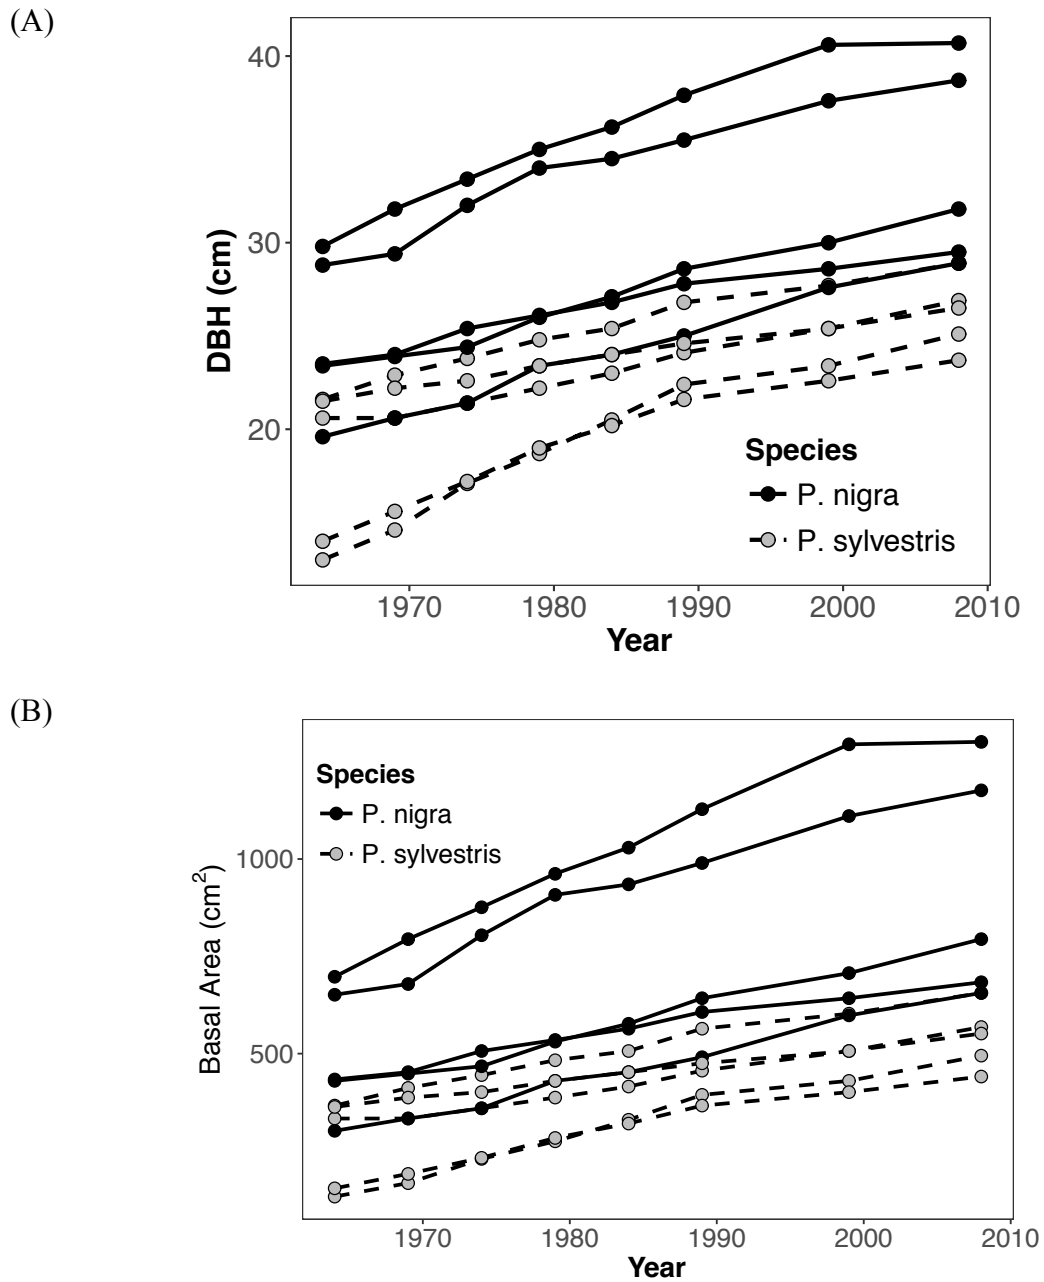 (A)
DBH (cm)
40
30
20
Species
P. nigra
P. sylvestris
1970 1980 1990 2000 2010
Year
(B)
Basal Area (cm²)
Species
P. nigra
P. sylvestris
1000
500
1970 1980 1990 2000 2010
Year